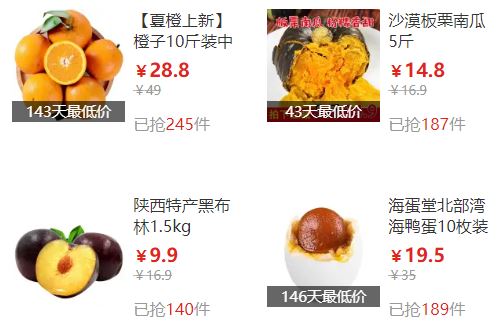 【夏橙上新】
橙子10斤装中
¥28.8
¥49
143天最低价
已抢245件
沙漠板栗南瓜
5斤
¥14.8
¥16.9
43天最低价
已抢187件
陕西特产黑布
林1.5kg
¥9.9
¥16.9
已抢140件
海蛋堂北部湾
海鸭蛋10枚装
¥19.5
¥35
146天最低价
已抢189件